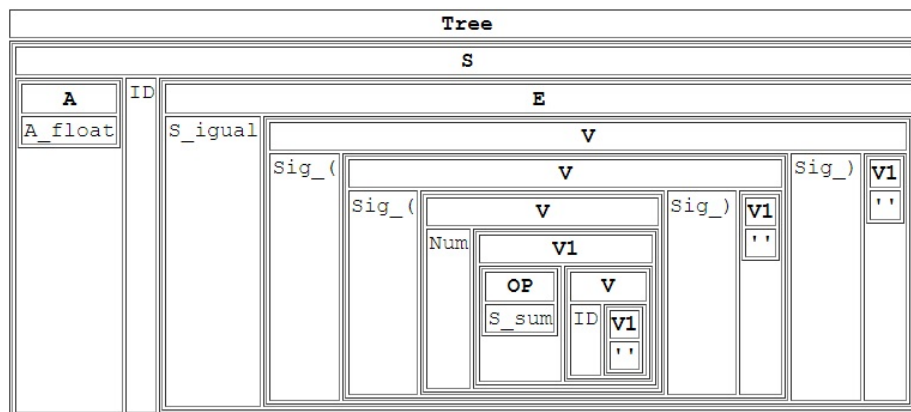 Tree
S
A ID E
A_float S_igual V
Sig_( V Sig_) V1
Sig_( V Sig_) V1 ''
Num V1 ''
OP V
S_sum ID V1
''